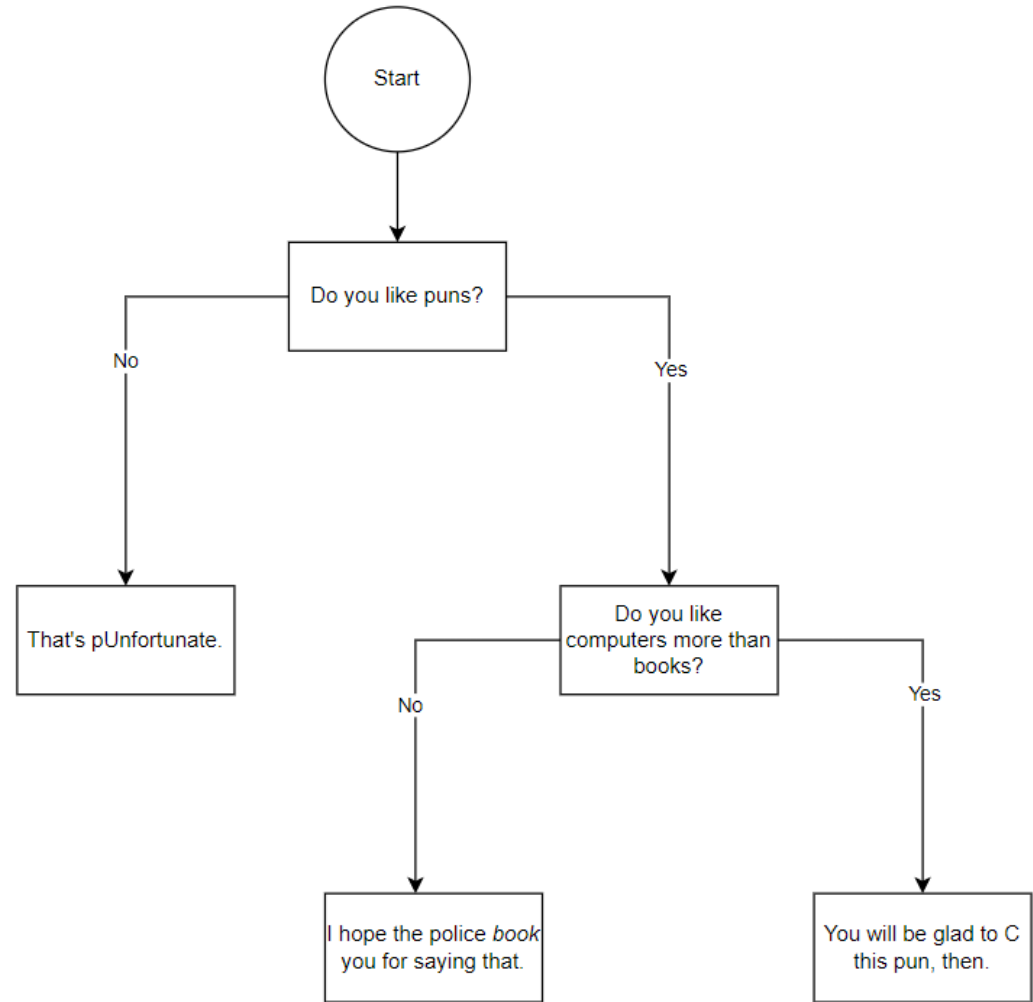 Start
Do you like puns?
No
Yes
That's pUnfortunate.
Do you like
computers more than
books?
No
Yes
I hope the police book
you for saying that.
You will be glad to C
this pun, then.